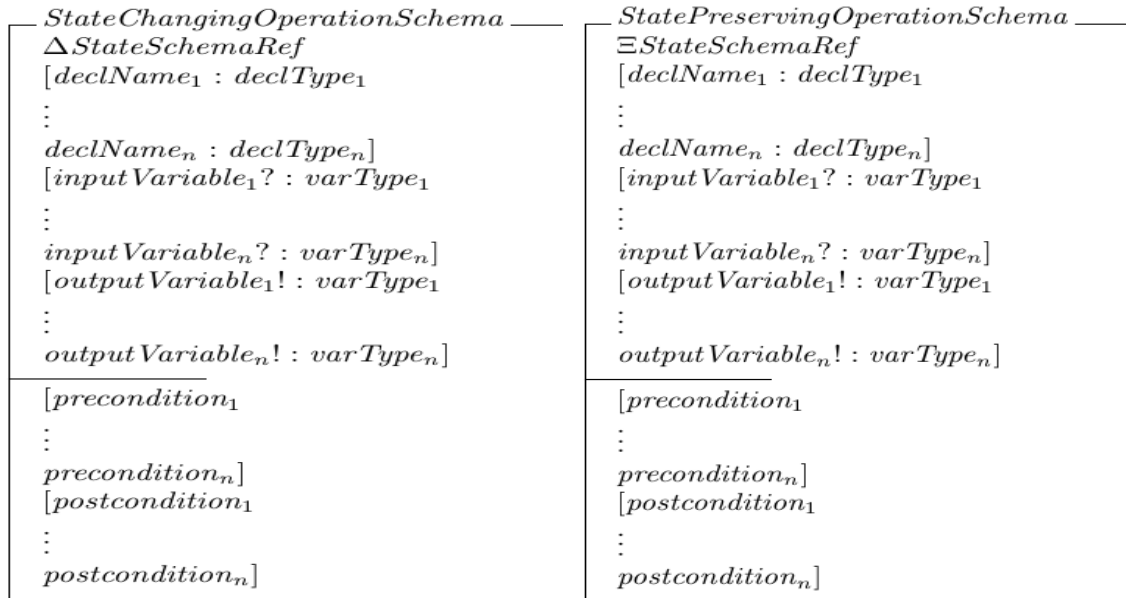 StateChangingOperationSchema
ΔStateSchemaRef
[declName₁ : declType₁
⋮
declNameₙ : declTypeₙ]
[inputVariable₁? : varType₁
⋮
inputVariableₙ? : varTypeₙ]
[outputVariable₁! : varType₁
⋮
outputVariableₙ! : varTypeₙ]
[precondition₁
⋮
preconditionₙ]
[postcondition₁
⋮
postconditionₙ]
StatePreservingOperationSchema
ΞStateSchemaRef
[declName₁ : declType₁
⋮
declNameₙ : declTypeₙ]
[inputVariable₁? : varType₁
⋮
inputVariableₙ? : varTypeₙ]
[outputVariable₁! : varType₁
⋮
outputVariableₙ! : varTypeₙ]
[precondition₁
⋮
preconditionₙ]
[postcondition₁
⋮
postconditionₙ]